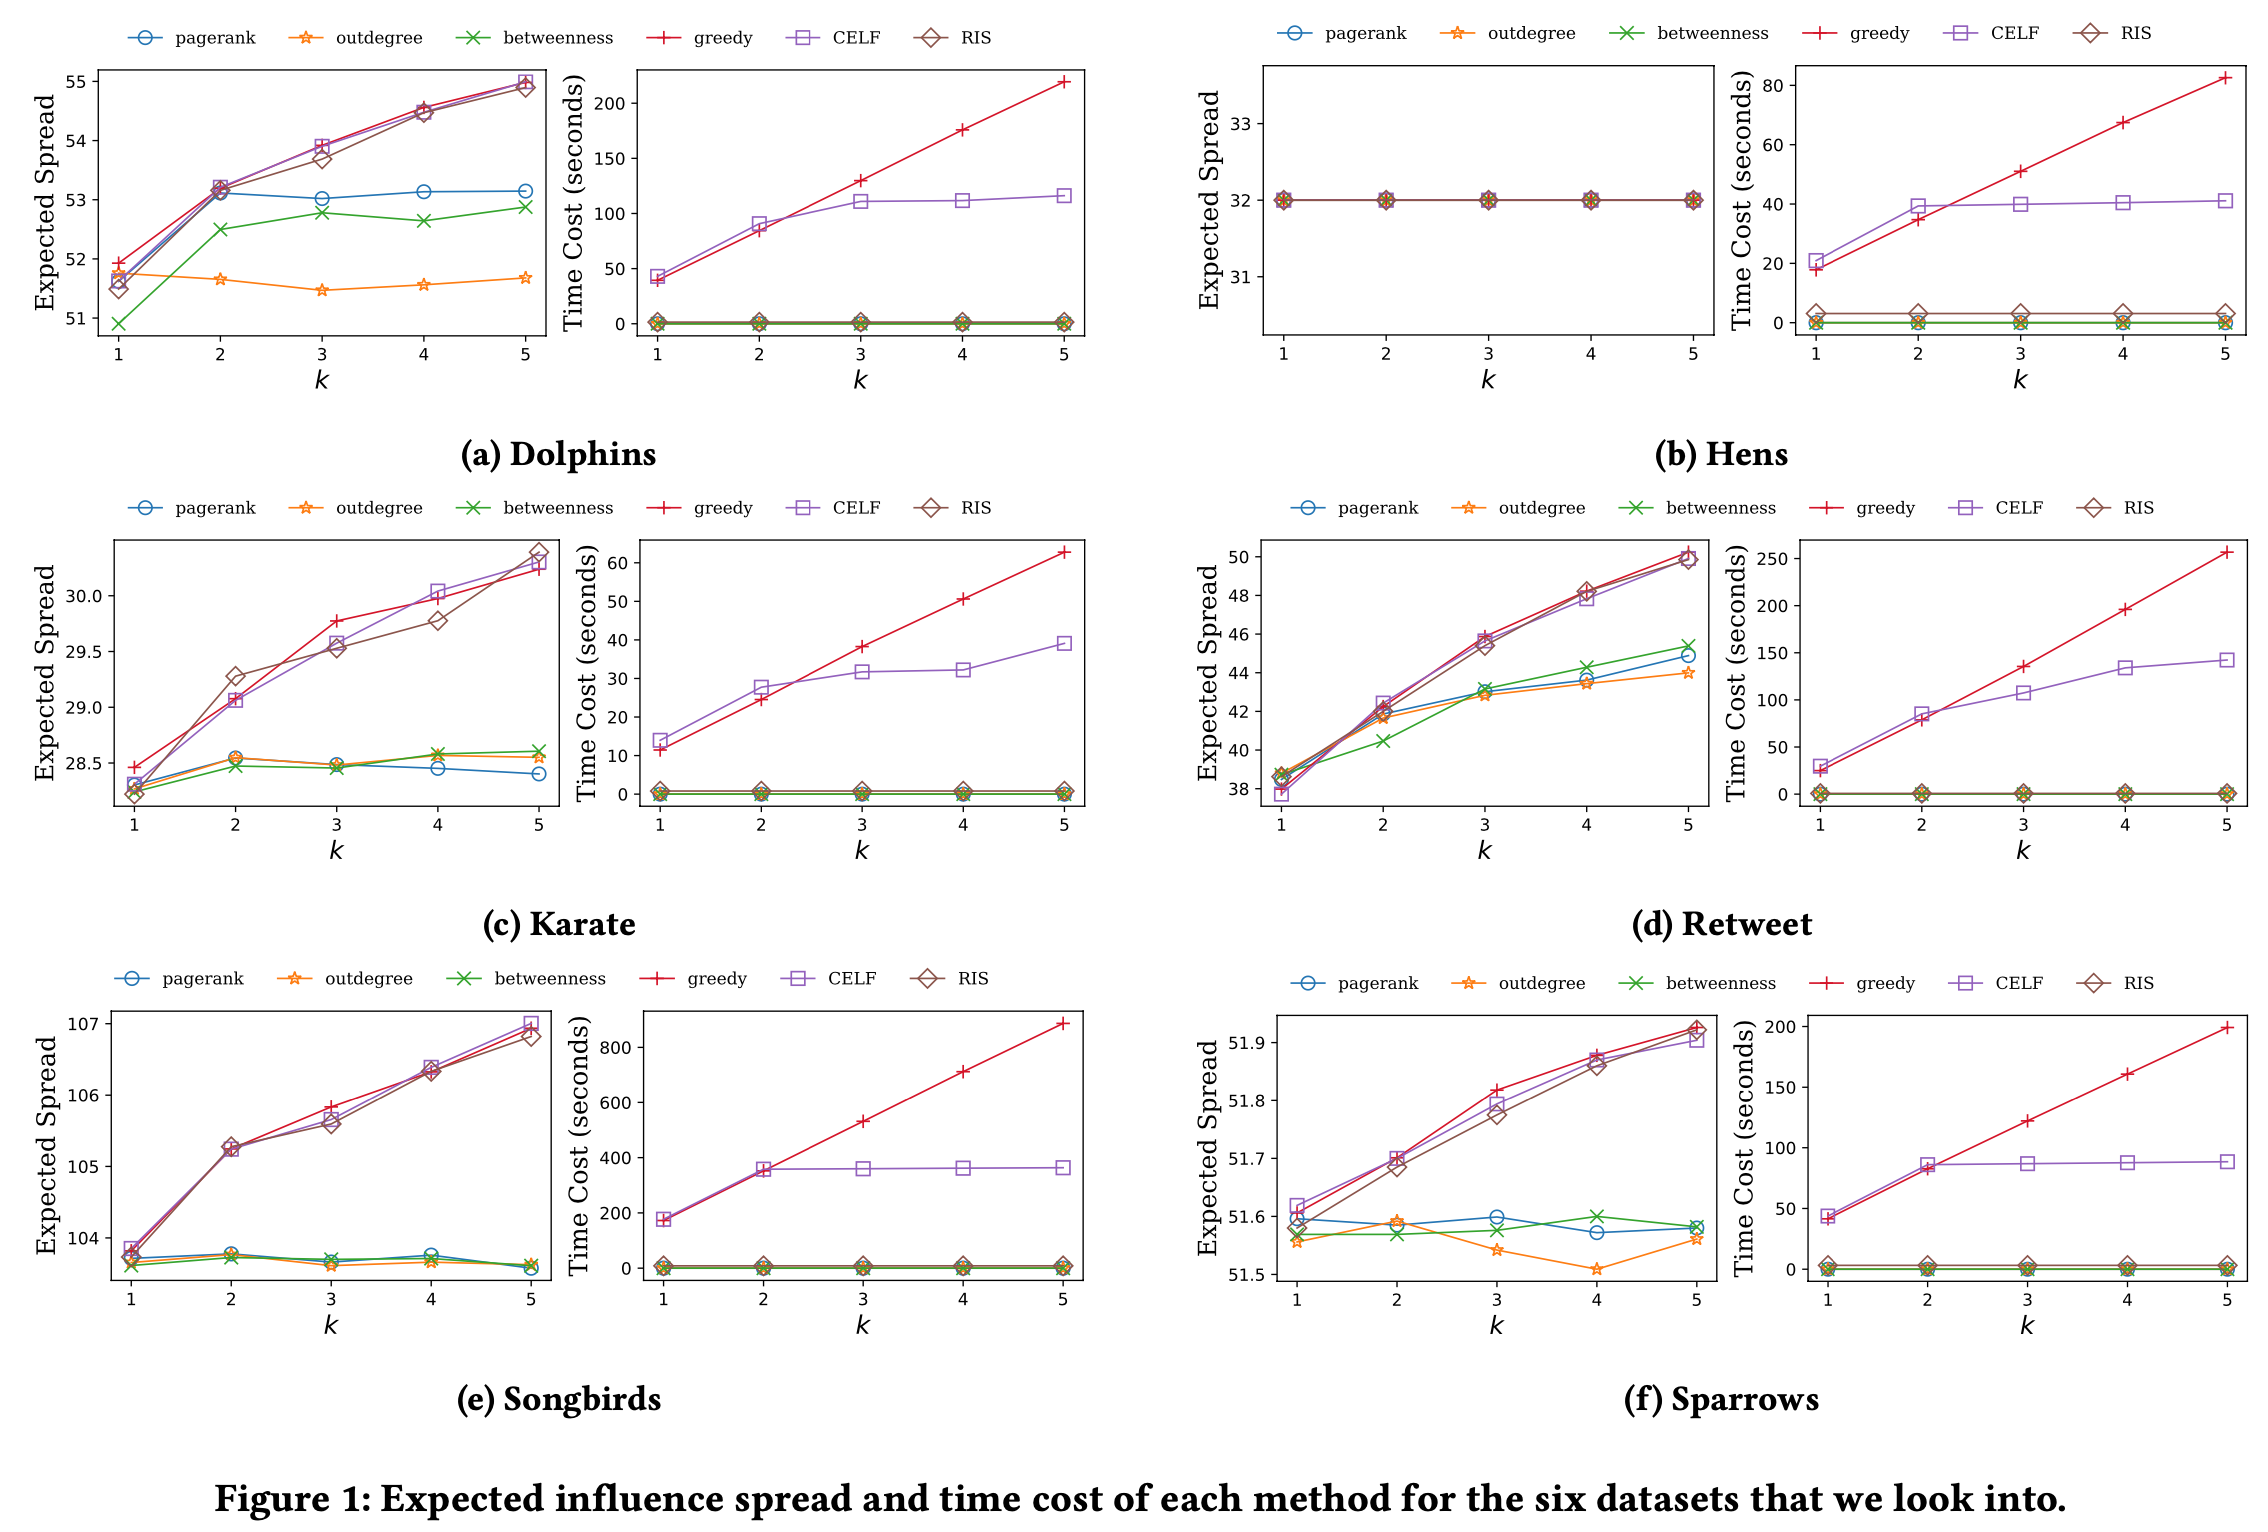 pagerank outdegree betweenness greedy CELF RIS
Expected Spread
55
54
53
52
51
1 2 3 4 5
k
Time Cost (seconds)
200
150
100
50
0
1 2 3 4 5
k
(a) Dolphins
pagerank outdegree betweenness greedy CELF RIS
Expected Spread
33
32
31
1 2 3 4 5
k
Time Cost (seconds)
80
60
40
20
0
1 2 3 4 5
k
(b) Hens
pagerank outdegree betweenness greedy CELF RIS
Expected Spread
30.0
29.5
29.0
28.5
1 2 3 4 5
k
Time Cost (seconds)
60
50
40
30
20
10
0
1 2 3 4 5
k
(c) Karate
pagerank outdegree betweenness greedy CELF RIS
Expected Spread
50
48
46
44
42
40
38
1 2 3 4 5
k
Time Cost (seconds)
250
200
150
100
50
0
1 2 3 4 5
k
(d) Retweet
pagerank outdegree betweenness greedy CELF RIS
Expected Spread
107
106
105
104
1 2 3 4 5
k
Time Cost (seconds)
800
600
400
200
0
1 2 3 4 5
k
(e) Songbirds
pagerank outdegree betweenness greedy CELF RIS
Expected Spread
51.9
51.8
51.7
51.6
51.5
1 2 3 4 5
k
Time Cost (seconds)
200
150
100
50
0
1 2 3 4 5
k
(f) Sparrows
Figure 1: Expected influence spread and time cost of each method for the six datasets that we look into.